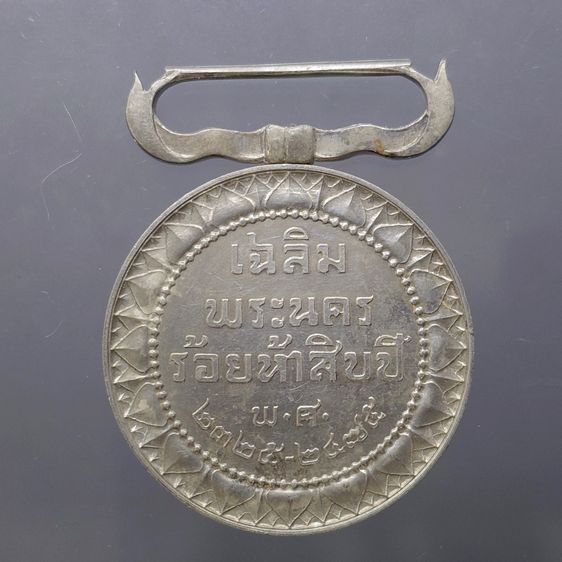 เฉลิม
พระนคร
ร้อยห้าสิบปี
พ.ศ.
๒๓๒๕-๒๔๗๕